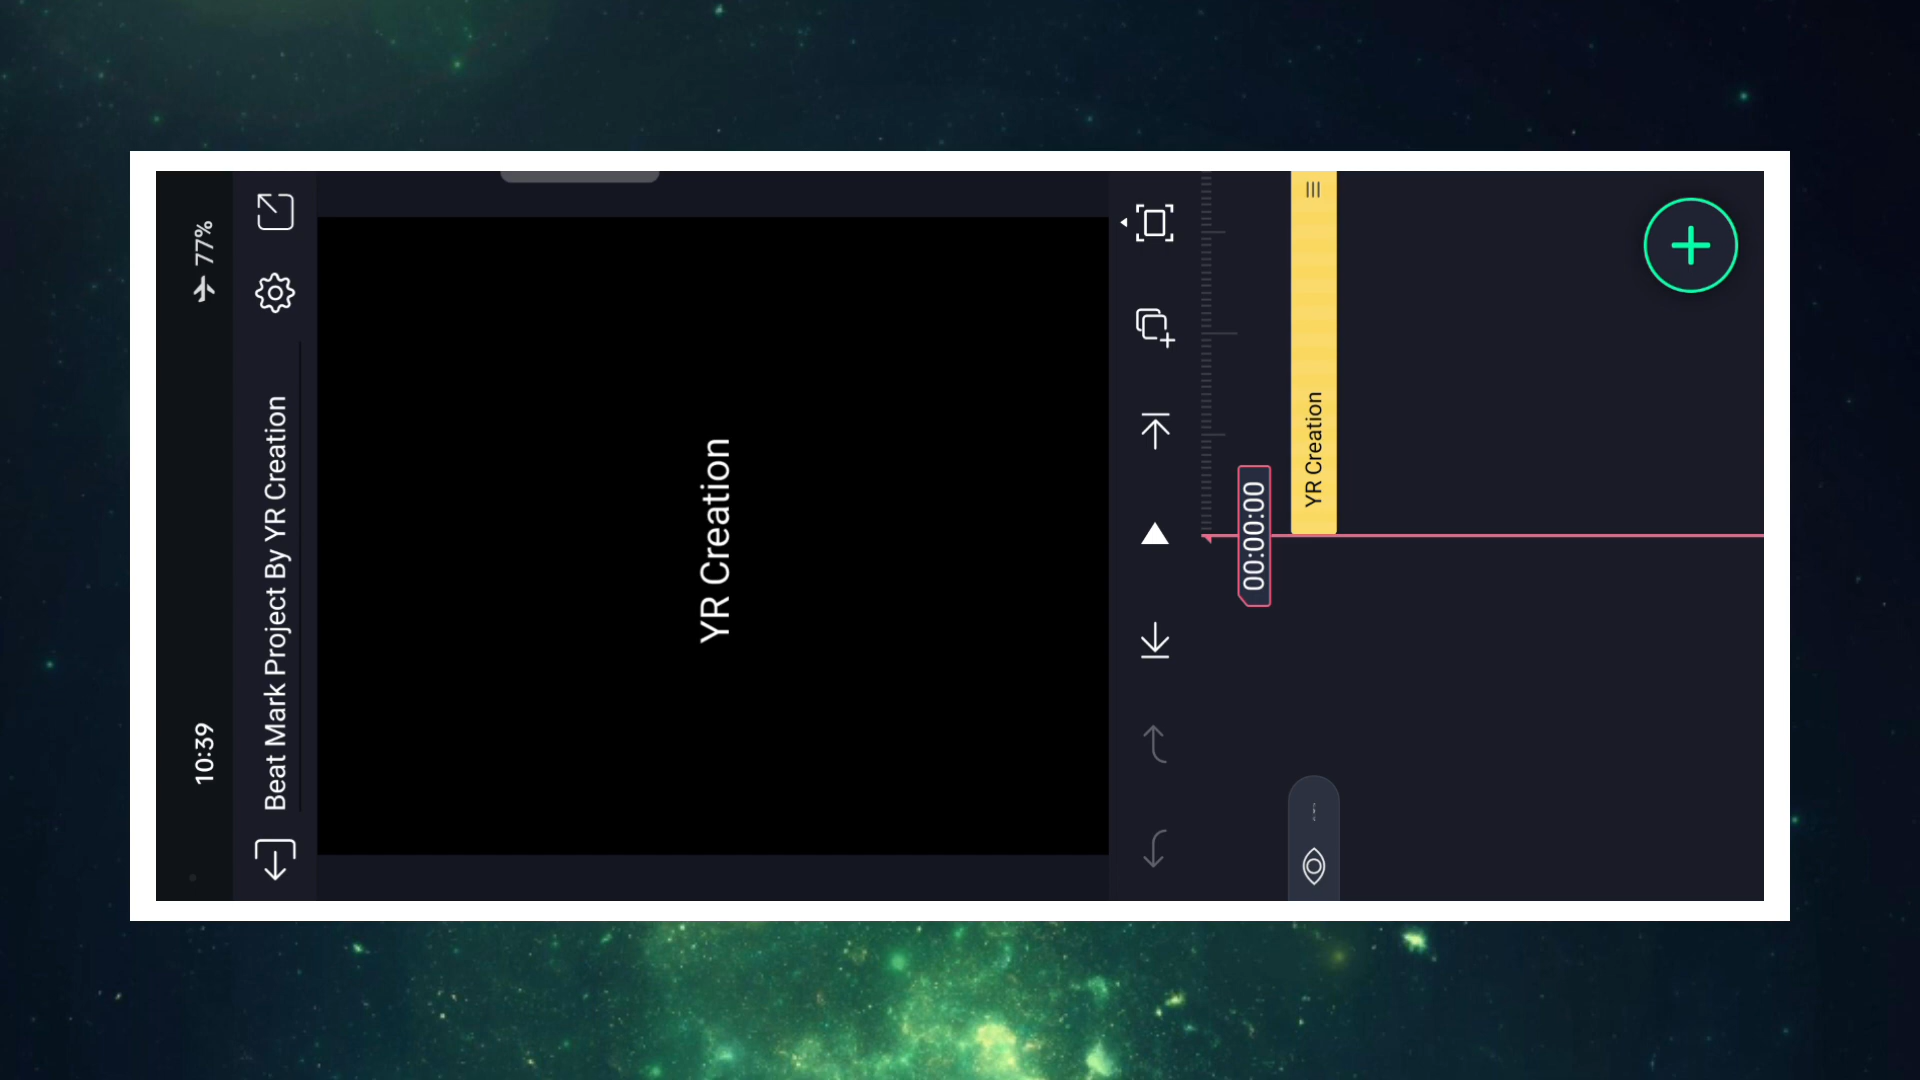 10:39
77%
Beat Mark Project By YR Creation
YR Creation
00:00:00
YR Creation